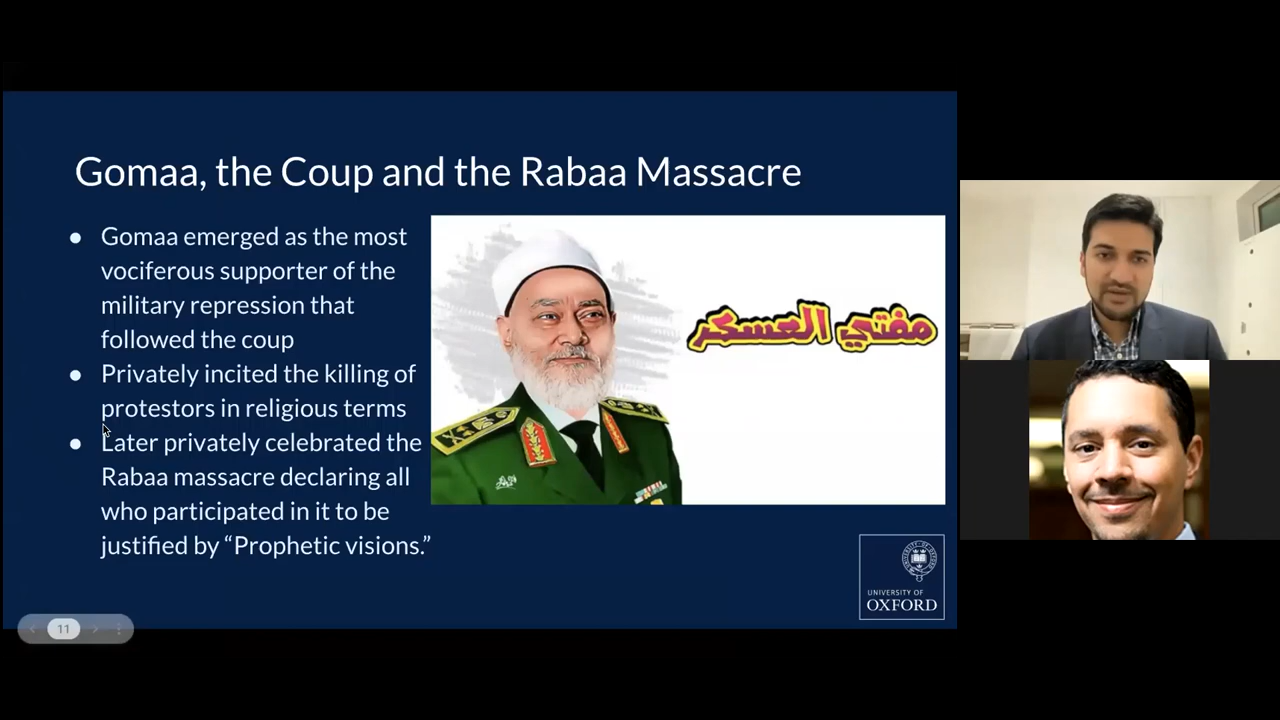 Gomaa, the Coup and the Rabaa Massacre
● Gomaa emerged as the most
vociferous supporter of the
military repression that
followed the coup
● Privately incited the killing of
protestors in religious terms
● Later privately celebrated the
Rabaa massacre declaring all
who participated in it to be
justified by “Prophetic visions.”
مفتي العسكر
UNIVERSITY OF
OXFORD
11